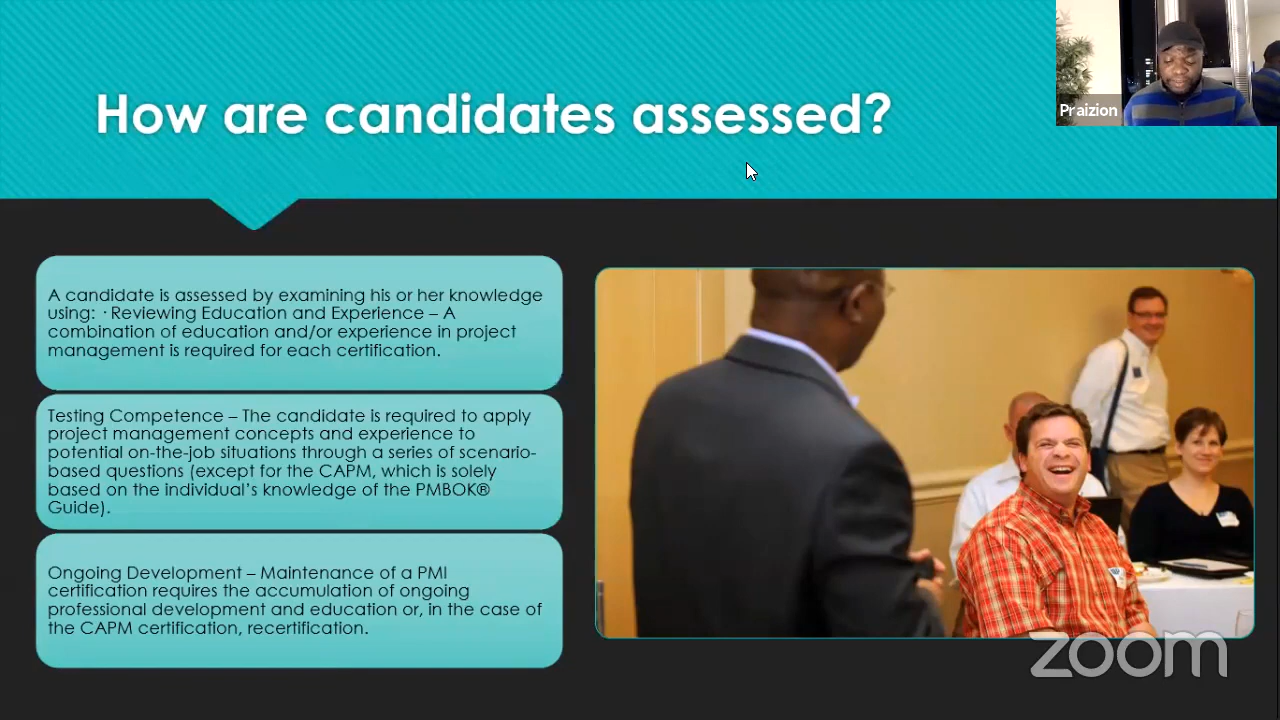 How are candidates assessed?
Praizion
A candidate is assessed by examining his or her knowledge
using: · Reviewing Education and Experience – A
combination of education and/or experience in project
management is required for each certification.
Testing Competence – The candidate is required to apply
project management concepts and experience to
potential on-the-job situations through a series of scenario-
based questions (except for the CAPM, which is solely
based on the individual's knowledge of the PMBOK®
Guide).
Ongoing Development – Maintenance of a PMI
certification requires the accumulation of ongoing
professional development and education or, in the case of
the CAPM certification, recertification.
zoom